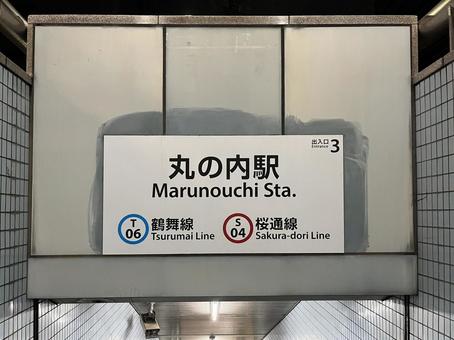 出入口
Entrance 3
丸の内駅
Marunouchi Sta.
T
06
鶴舞線
Tsurumai Line
S
04
桜通線
Sakura-dori Line